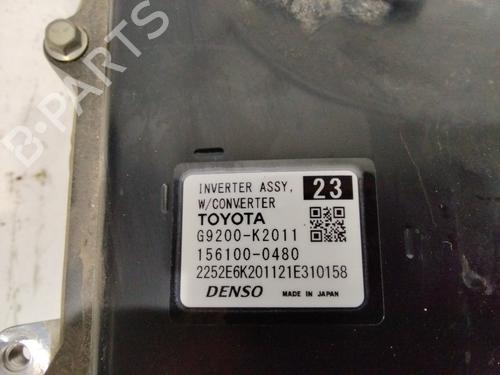 B-PARTS
INVERTER ASSY, 23
W/CONVERTER
TOYOTA
G9200-K2011
156100-0480
2252E6K201121E310158
DENSO MADE IN JAPAN